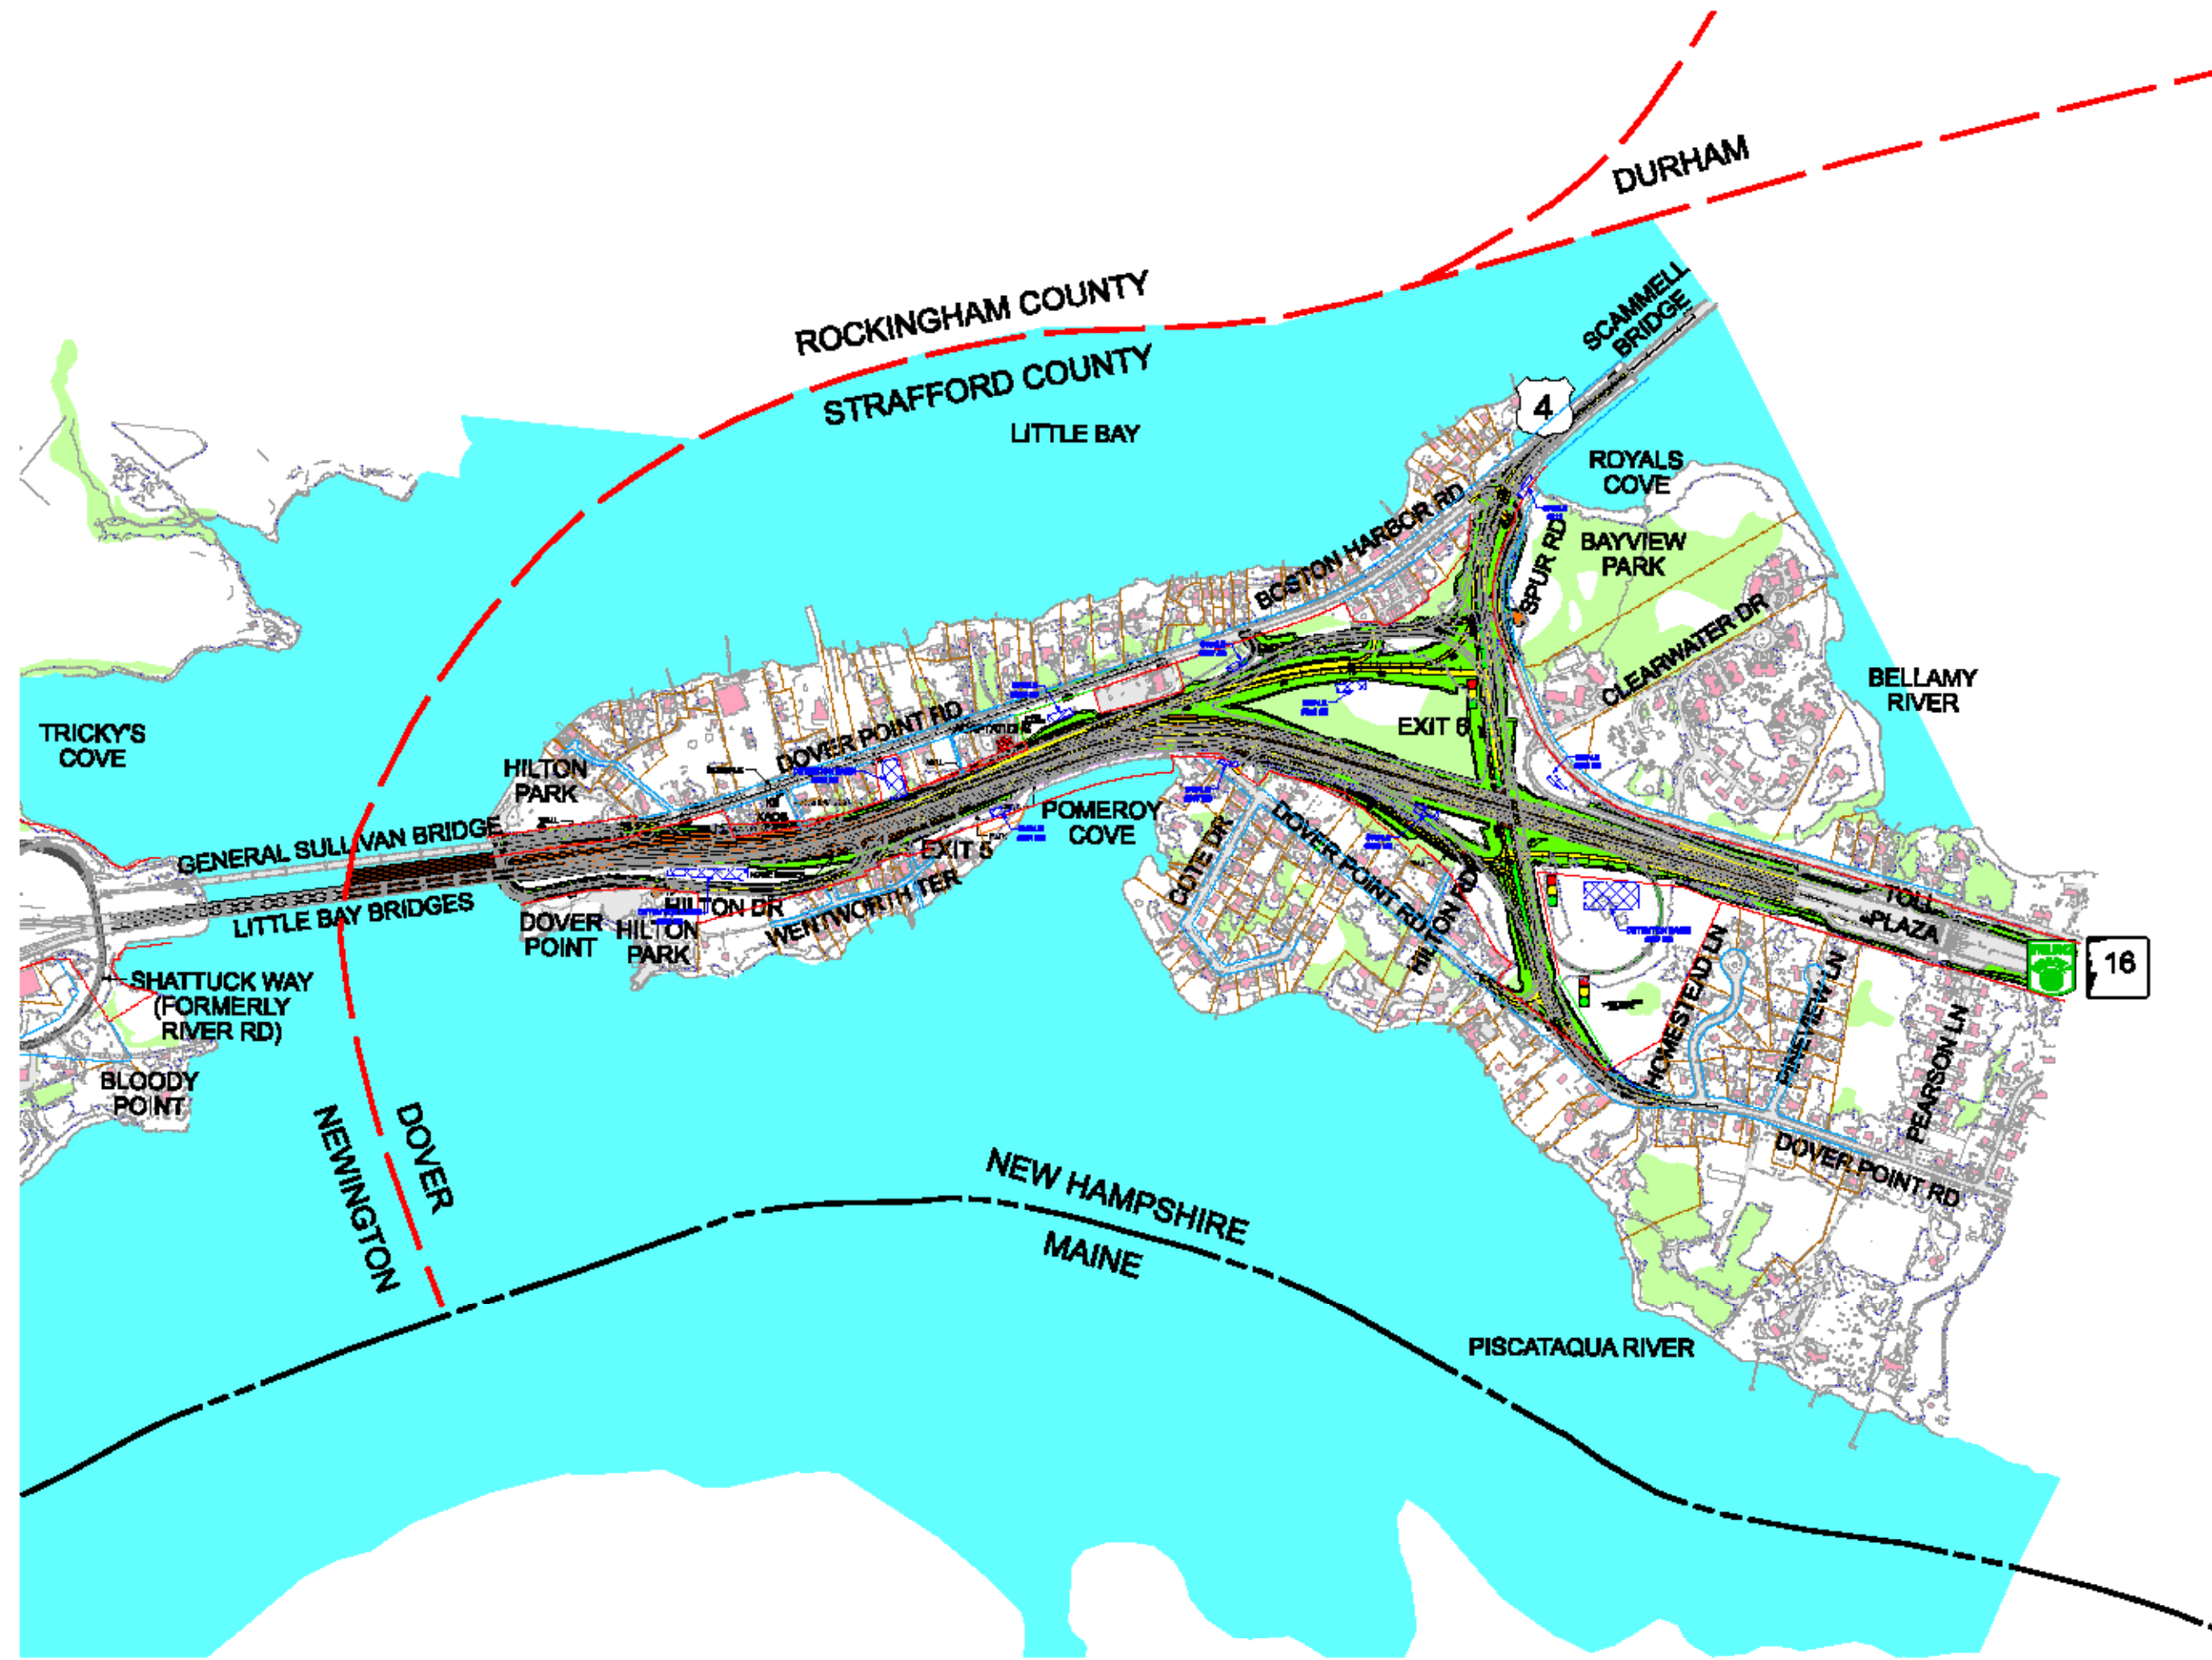 DURHAM
ROCKINGHAM COUNTY
STRAFFORD COUNTY
LITTLE BAY
SCAMMELL
BRIDGE
4
ROYALS
COVE
BOSTON HARBOR RD
SPUR RD
BAYVIEW
PARK
CLEARWATER DR
BELLAMY
RIVER
TRICKY'S
COVE
HILTON
PARK
DOVER POINT RD
EXIT 6
POMEROY
COVE
GENERAL SULLIVAN BRIDGE
EXIT 5
LITTLE BAY BRIDGES
DOVER
POINT
HILTON DR
HILTON
PARK
WENTWORTH TER
COTE DR
DOVER POINT RD
HILTON RD
TOLL
PLAZA
16
SHATTUCK WAY
(FORMERLY
RIVER RD)
HOMESTEAD LN
PINEVIEW LN
PEARSON LN
BLOODY
POINT
DOVER
NEWINGTON
DOVER POINT RD
NEW HAMPSHIRE
MAINE
PISCATAQUA RIVER